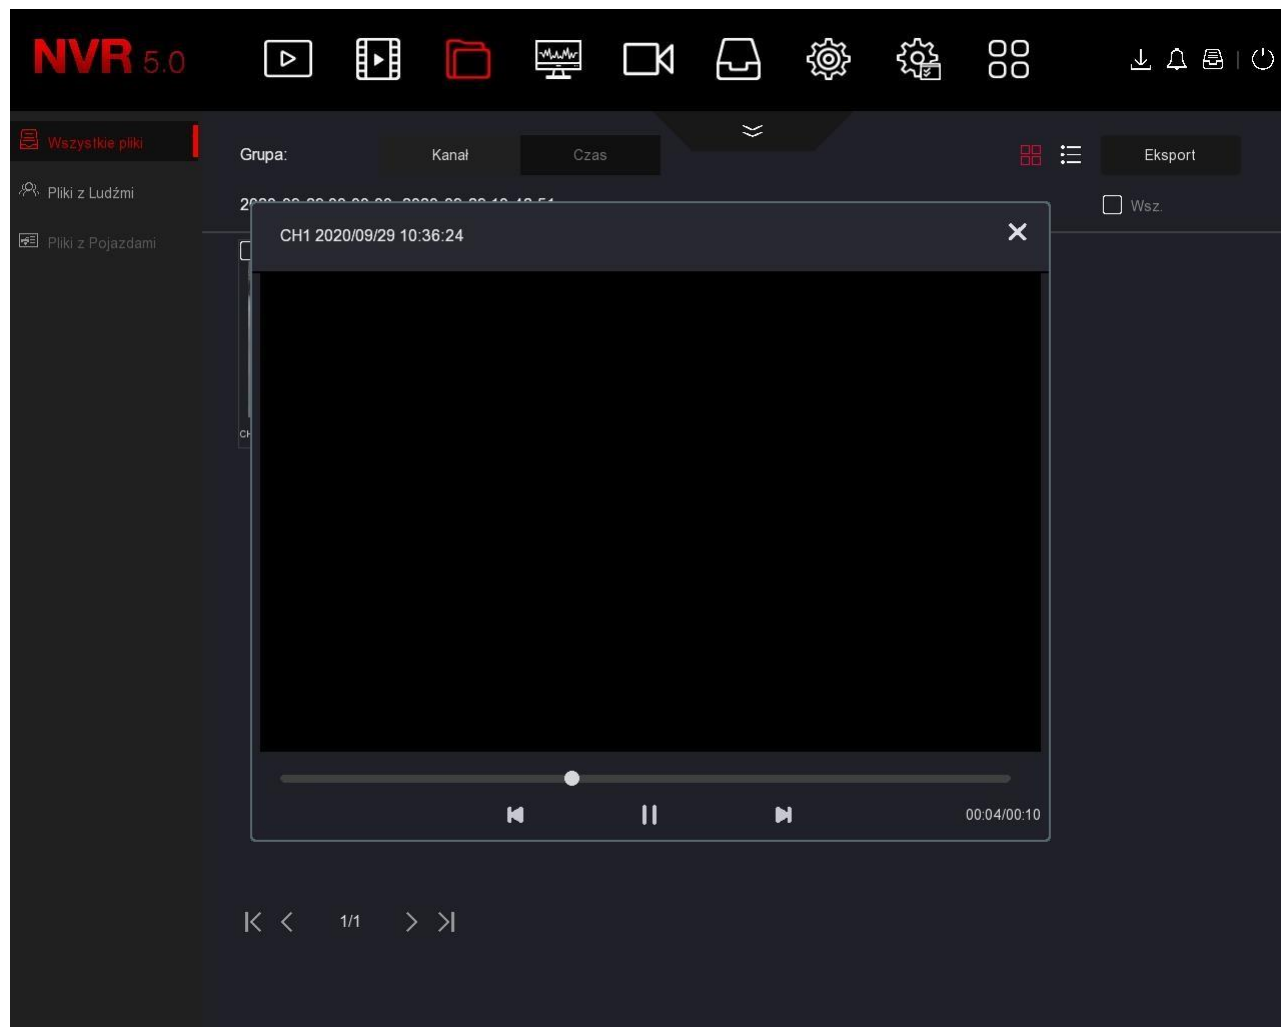 NVR 5.0
Wszystkie pliki
Pliki z Ludźmi
Pliki z Pojazdami
Grupa:
Kanał
Czas
Eksport
Wsz.
CH1 2020/09/29 10:36:24
00:04/00:10
1/1